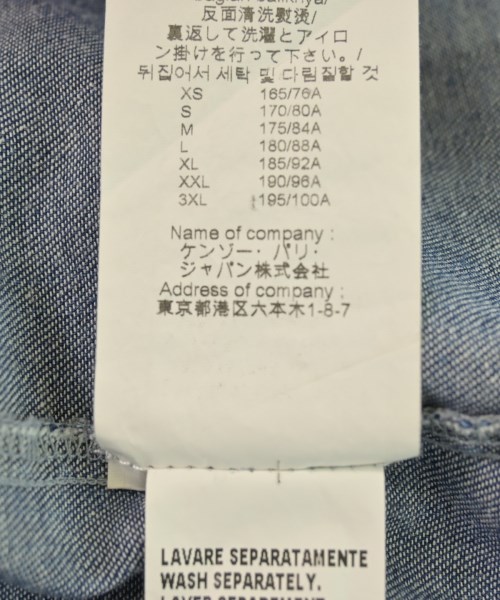 反面清洗熨烫/
裏返して洗濯とアイロ
ン掛けを行って下さい。/
뒤집어서 세탁 및 다림질할 것
XS 165/76A
S 170/80A
M 175/84A
L 180/88A
XL 185/92A
XXL 190/96A
3XL 195/100A
Name of company :
ケンゾー・パリ・
ジャパン株式会社
Address of company :
東京都港区六本木1-8-7
LAVARE SEPARATAMENTE
WASH SEPARATELY.